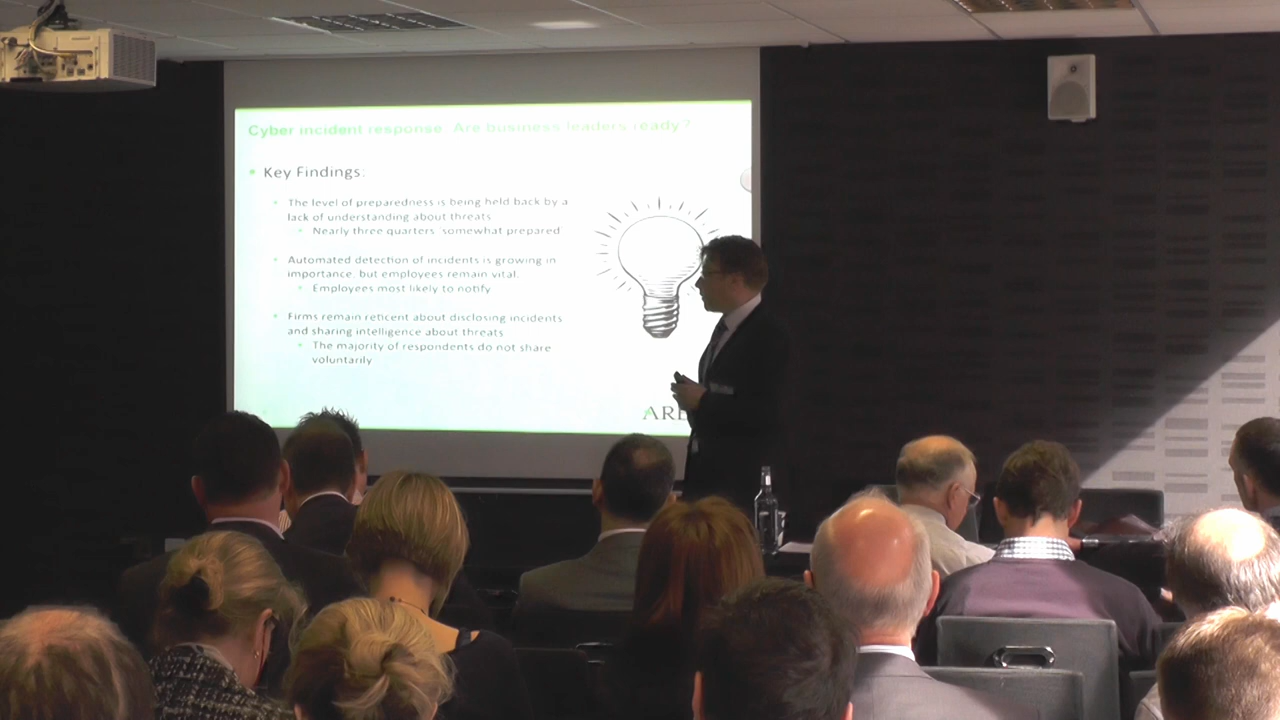 Cyber incident response: Are business leaders ready?
Key Findings:
The level of preparedness is being held back by a
lack of understanding about threats
Nearly three quarters 'somewhat prepared
Automated detection of incidents is growing in
importance, but employees remain vital.
Employees most likely to notify
Firms remain reticent about disclosing incidents
and sharing intelligence about threats
The majority of respondents do not share
voluntarily